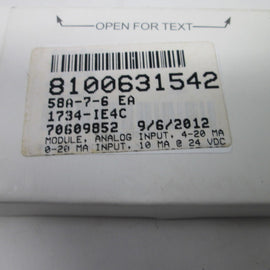 OPEN FOR TEXT
8100631542
58A-7-6 EA
1734-IE4C
70609852 9/6/2012
MODULE, ANALOG INPUT, 4-20 MA
0-20 MA INPUT, 10 MA @ 24 VDC